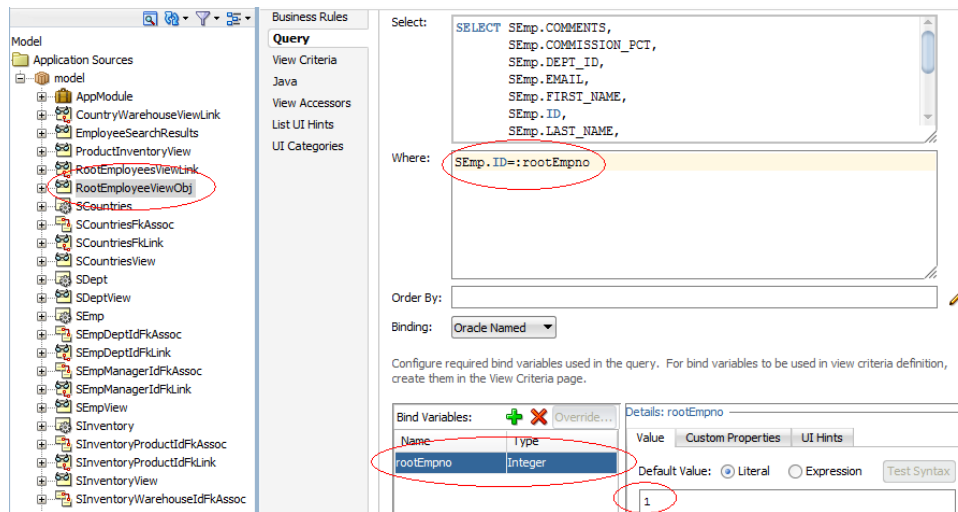 Model
Application Sources
model
AppModule
CountryWarehouseViewLink
EmployeeSearchResults
ProductInventoryView
RootEmployeesViewLink
RootEmployeeViewObj
SCountries
SCountriesFkAssoc
SCountriesFkLink
SCountriesView
SDept
SDeptView
SEmp
SEmpDeptIdFkAssoc
SEmpDeptIdFkLink
SEmpManagerIdFkAssoc
SEmpManagerIdFkLink
SEmpView
SInventory
SInventoryProductIdFkAssoc
SInventoryProductIdFkLink
SInventoryView
SInventoryWarehouseIdFkAssoc
Business Rules
Query
View Criteria
Java
View Accessors
List UI Hints
UI Categories
Select:
SELECT SEmp.COMMENTS,
SEmp.COMMISSION_PCT,
SEmp.DEPT_ID,
SEmp.EMAIL,
SEmp.FIRST_NAME,
SEmp.ID,
SEmp.LAST_NAME,
Where:
SEmp.ID=:rootEmpno
Order By:
Binding: Oracle Named
Configure required bind variables used in the query. For bind variables to be used in view criteria definition,
create them in the View Criteria page.
Bind Variables: Override...
Name Type
rootEmpno Integer
Details: rootEmpno
Value Custom Properties UI Hints
Default Value: Literal Expression Test Syntax
1